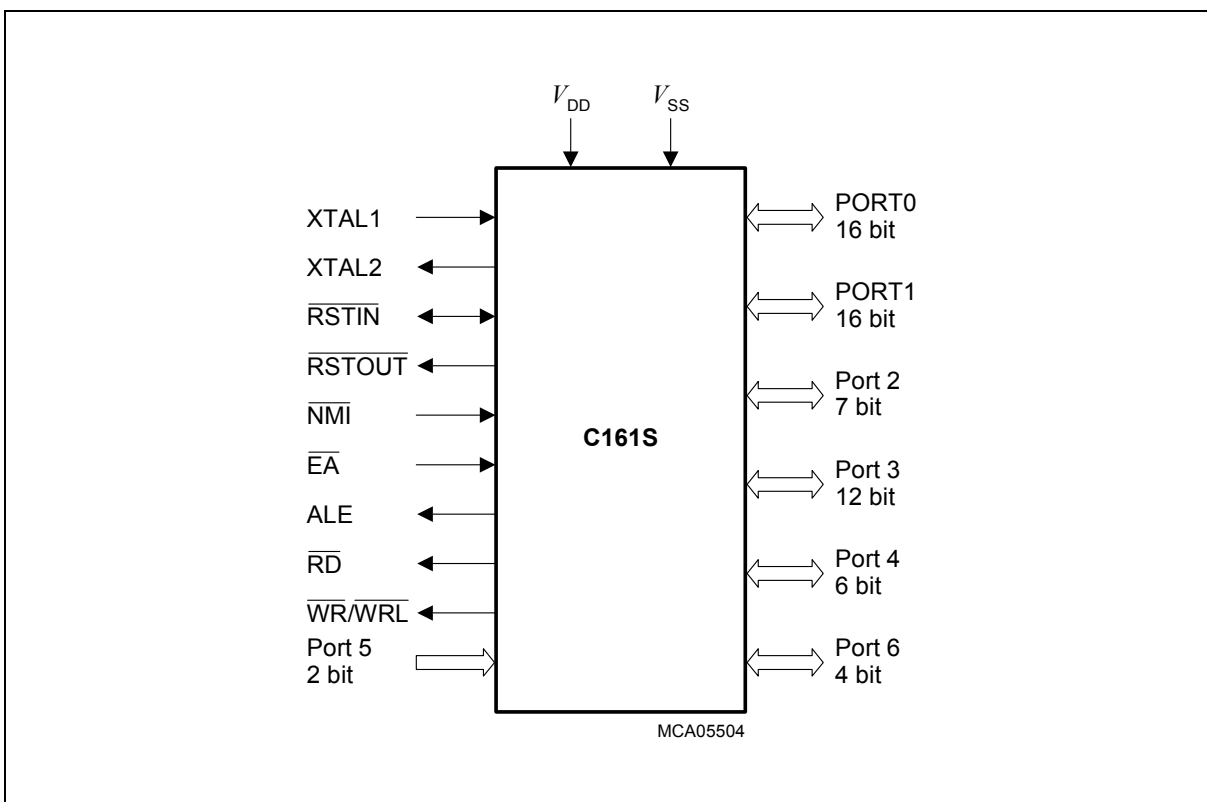 VDD
VSS
XTAL1
XTAL2
RSTIN
RSTOUT
NMI
EA
ALE
RD
WR/WRL
Port 5
2 bit
C161S
PORT0
16 bit
PORT1
16 bit
Port 2
7 bit
Port 3
12 bit
Port 4
6 bit
Port 6
4 bit
MCA05504